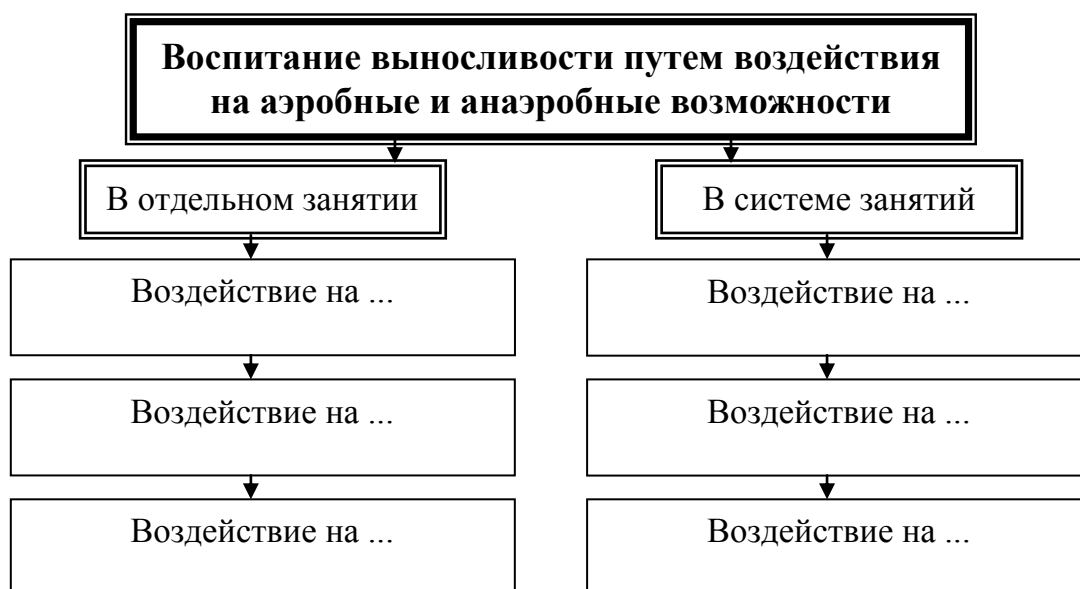 Воспитание выносливости путем воздействия
на аэробные и анаэробные возможности
В отдельном занятии
В системе занятий
Воздействие на ...
Воздействие на ...
Воздействие на ...
Воздействие на ...
Воздействие на ...
Воздействие на ...